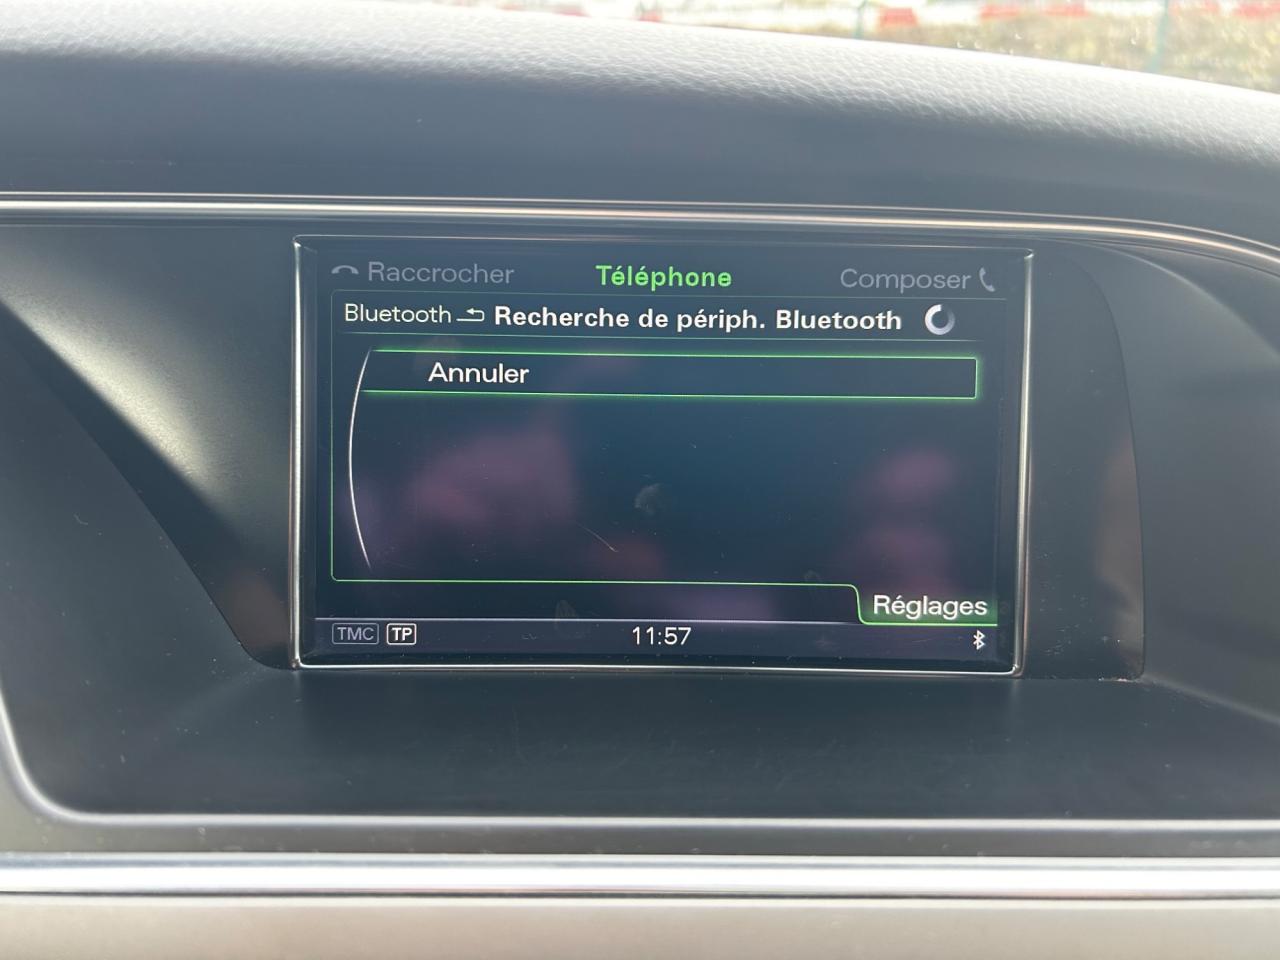 Raccrocher Téléphone Composer
Bluetooth Recherche de périph. Bluetooth
Annuler
Réglages
TMC TP 11:57